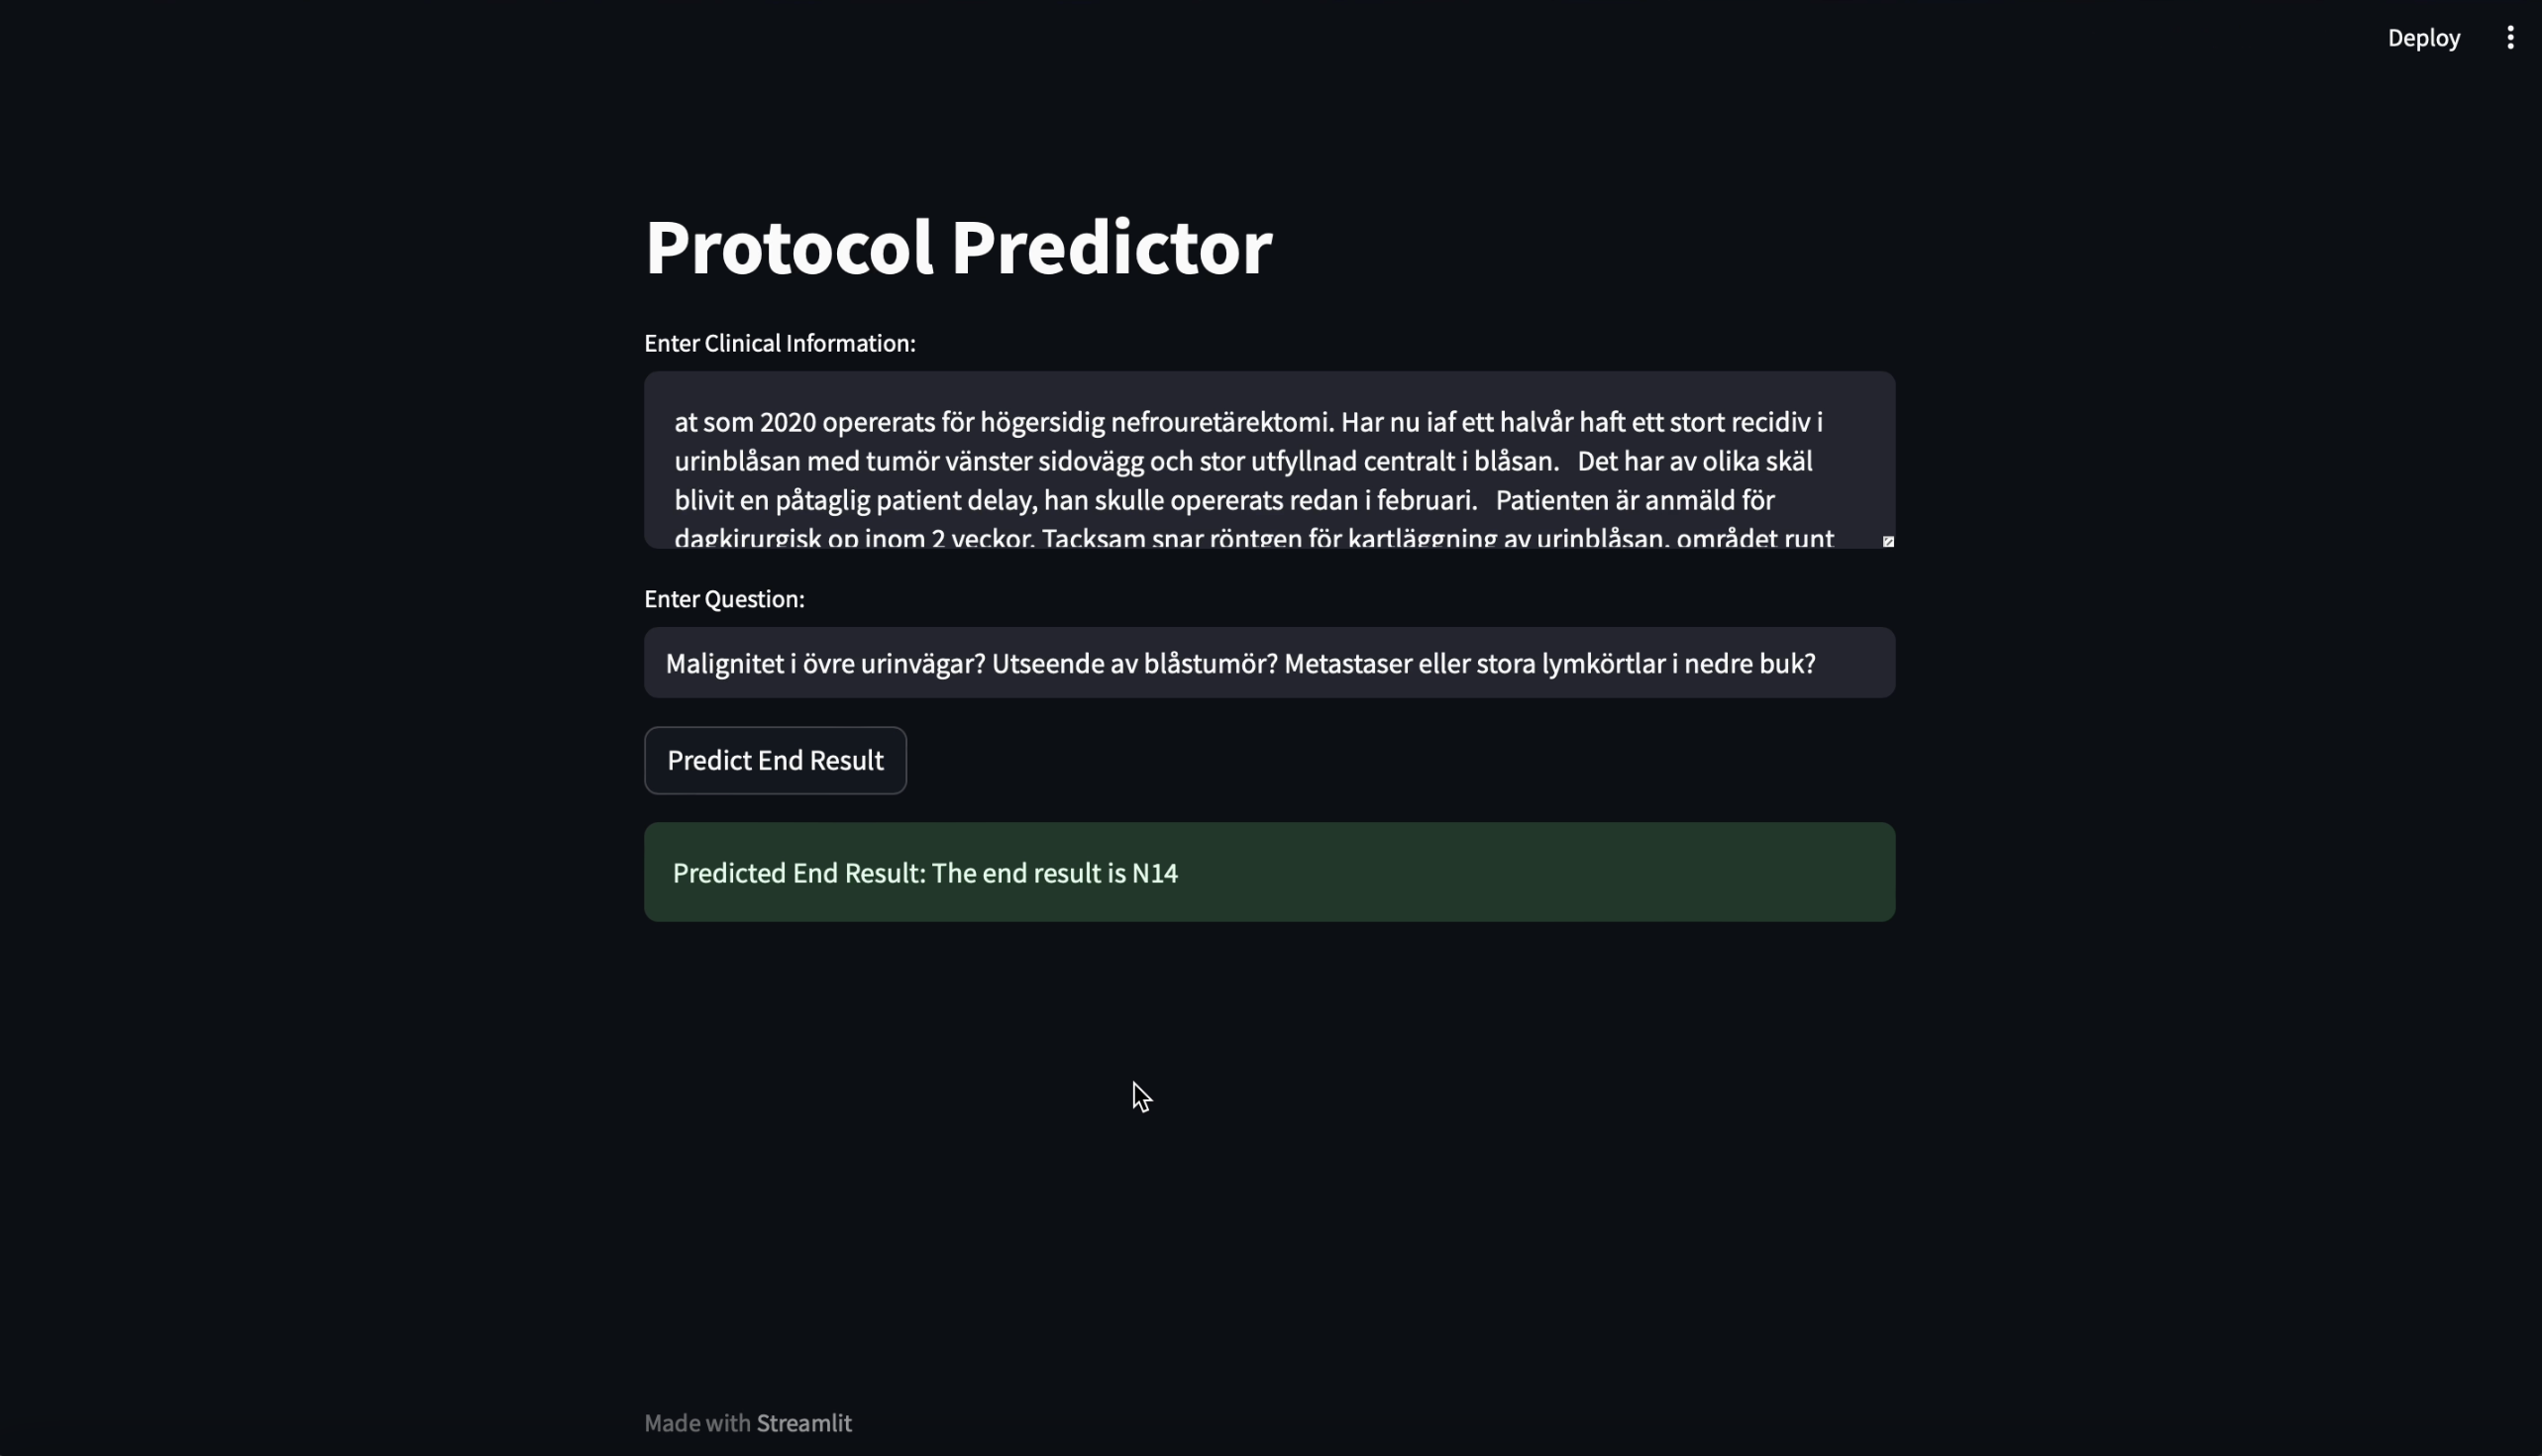 Deploy
Protocol Predictor
Enter Clinical Information:
at som 2020 opererats för högersidig nefrouretärektomi. Har nu iaf ett halvår haft ett stort recidiv i
urinblåsan med tumör vänster sidovägg och stor utfyllnad centralt i blåsan.   Det har av olika skäl
blivit en påtaglig patient delay, han skulle opererats redan i februari.   Patienten är anmäld för
dagkirurgisk op inom 2 veckor. Tacksam snar röntgen för kartläggning av urinblåsan, området runt
Enter Question:
Malignitet i övre urinvägar? Utseende av blåstumör? Metastaser eller stora lymkörtlar i nedre buk?
Predict End Result
Predicted End Result: The end result is N14
Made with Streamlit